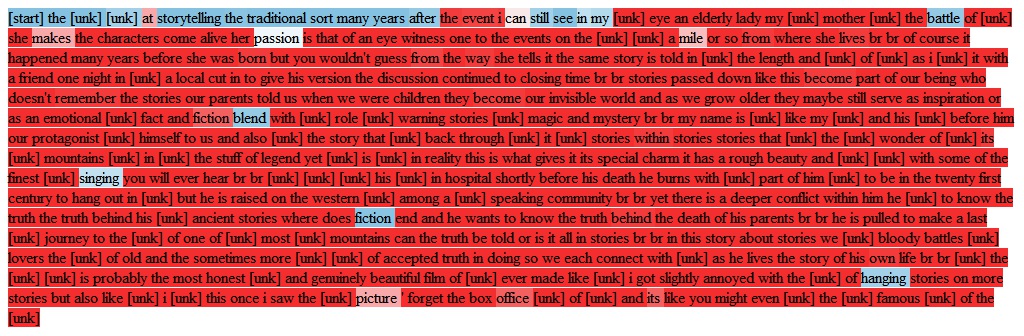 [start] the [unk] [unk] at storytelling the traditional sort many years after the event i can still see in my [unk] eye an elderly lady my [unk] mother [unk] the battle of [unk]
she makes the characters come alive her passion is that of an eye witness one to the events on the [unk] [unk] a mile or so from where she lives br br of course it
happened many years before she was born but you wouldn't guess from the way she tells it the same story is told in [unk] the length and [unk] of [unk] as i [unk] it with
a friend one night in [unk] a local cut in to give his version the discussion continued to closing time br br stories passed down like this become part of our being who
doesn't remember the stories our parents told us when we were children they become our invisible world and as we grow older they maybe still serve as inspiration or
as an emotional [unk] fact and fiction blend with [unk] role [unk] warning stories [unk] magic and mystery br br my name is [unk] like my [unk] and his [unk] before him
our protagonist [unk] himself to us and also [unk] the story that [unk] back through [unk] it [unk] stories within stories stories that [unk] the [unk] wonder of [unk] its
[unk] mountains [unk] in [unk] the stuff of legend yet [unk] is [unk] in reality this is what gives it its special charm it has a rough beauty and [unk] [unk] with some of the
finest [unk] singing you will ever hear br br [unk] [unk] [unk] his [unk] in hospital shortly before his death he burns with [unk] part of him [unk] to be in the twenty first
century to hang out in [unk] but he is raised on the western [unk] among a [unk] speaking community br br yet there is a deeper conflict within him he [unk] to know the
truth the truth behind his [unk] ancient stories where does fiction end and he wants to know the truth behind the death of his parents br br he is pulled to make a last
[unk] journey to the [unk] of one of [unk] most [unk] mountains can the truth be told or is it all in stories br br in this story about stories we [unk] bloody battles [unk]
lovers the [unk] of old and the sometimes more [unk] [unk] of accepted truth in doing so we each connect with [unk] as he lives the story of his own life br br [unk] the
[unk] [unk] is probably the most honest [unk] and genuinely beautiful film of [unk] ever made like [unk] i got slightly annoyed with the [unk] of hanging stories on more
stories but also like [unk] i [unk] this once i saw the [unk] picture ' forget the box office [unk] of [unk] and its like you might even [unk] the [unk] famous [unk] of the
[unk]